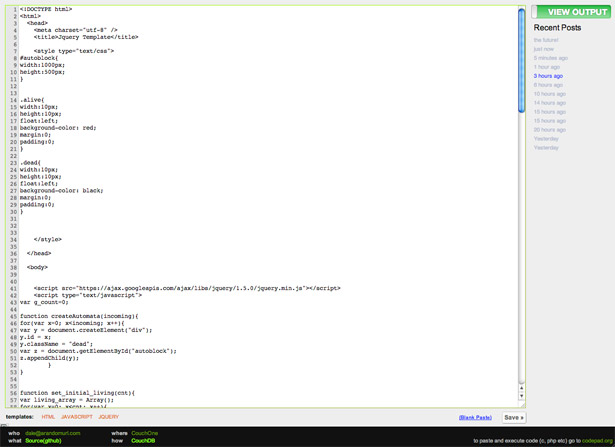 1 <!DOCTYPE html>
2 <html>
3 <head>
4 <meta charset="utf-8" />
5 <title>Jquery Template</title>
6
7 <style type="text/css">
8 #autoblock{
9 width:1000px;
10 height:500px;
11 }
12
13
14 .alive{
15 width:10px;
16 height:10px;
17 float:left;
18 background-color: red;
19 margin:0;
20 padding:0;
21 }
22
23 .dead{
24 width:10px;
25 height:10px;
26 float:left;
27 background-color: black;
28 margin:0;
29 padding:0;
30 }
31
32
33
34 </style>
35
36 </head>
37
38 <body>
39
40
41 <script src="https://ajax.googleapis.com/ajax/libs/jquery/1.5.0/jquery.min.js"></script>
42 <script type="text/javascript">
43 var g_count=0;
44
45 function createAutomata(incoming){
46 for(var x=0; x<incoming; x++){
47 var y = document.createElement("div");
48 y.id = x;
49 y.className = "dead";
50 var z = document.getElementById("autoblock");
51 z.appendChild(y);
52 }
53 }
54
55
56 function set_initial_living(cnt){
57 var living_array = Array();
58 for(var x=0; x<cnt; x++){
VIEW OUTPUT
Recent Posts
the future!
just now
5 minutes ago
1 hour ago
3 hours ago
9 hours ago
10 hours ago
14 hours ago
15 hours ago
15 hours ago
20 hours ago
Yesterday
Yesterday
templates: HTML JAVASCRIPT JQUERY
(Blank Paste)
Save »
who dale@arandomurl.com where CouchOne
what Source(github) how CouchDB
to paste and execute code (c, php etc) go to codepad.org